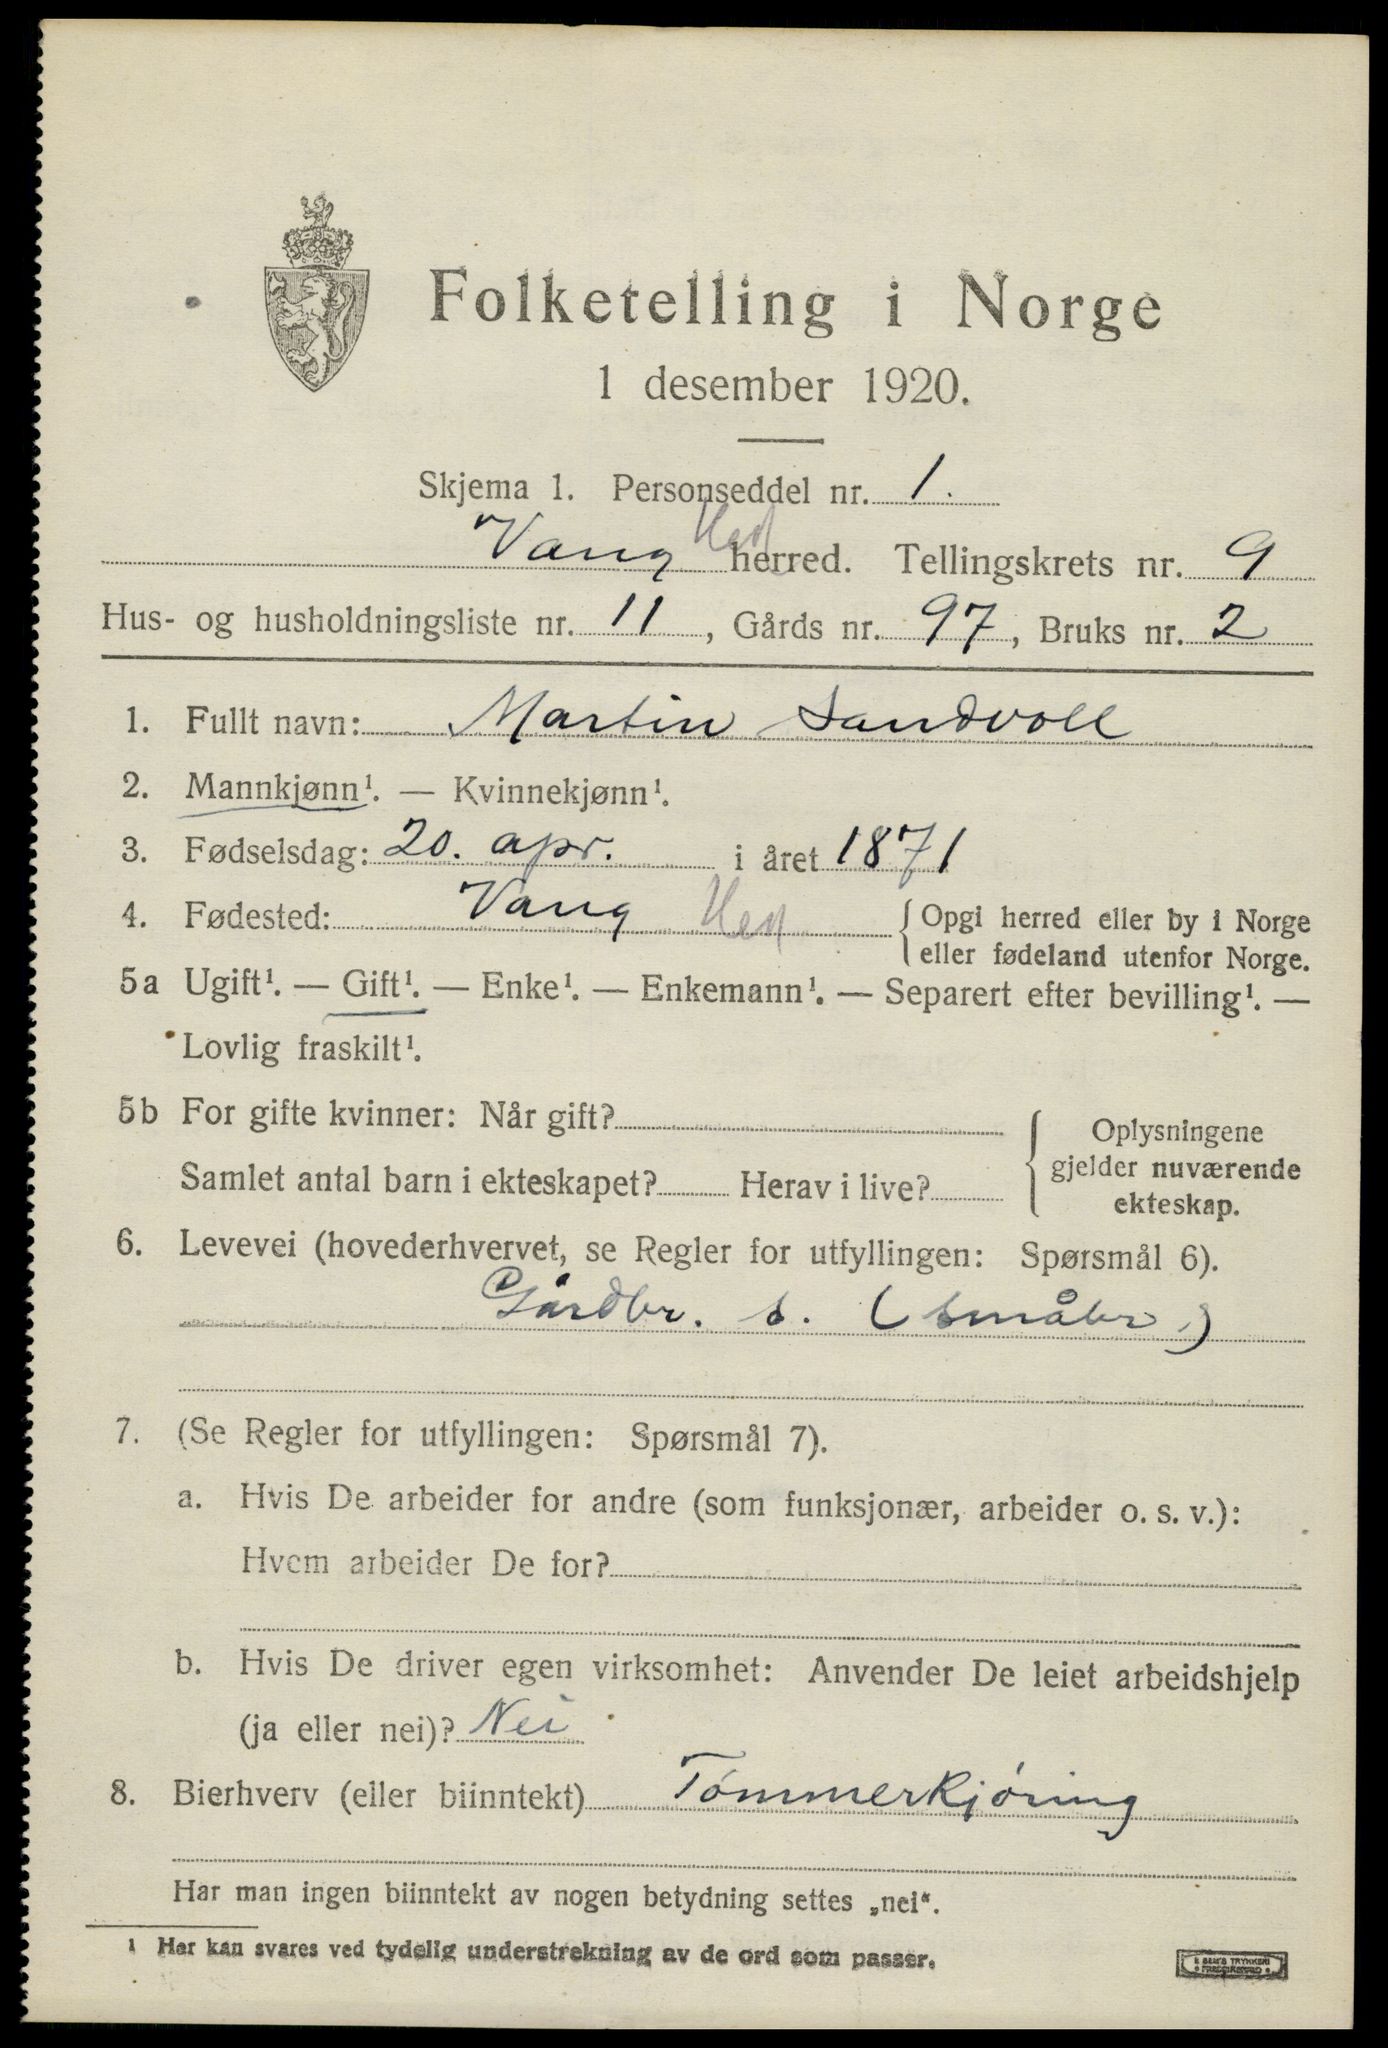 Folketelling i Norge
1 desember 1920.
Skjema 1. Personseddel nr. 1.
Vang Hed herred. Tellingskrets nr. 9
Hus- og husholdningsliste nr. 11, Gårds nr. 97, Bruks nr. 2
1. Fullt navn: Martin Sandvoll
2. Mannkjønn¹. — Kvinnekjønn¹.
3. Fødselsdag: 20. apr. i året 1871
4. Fødested: Vang Hed { Opgi herred eller by i Norge
eller fødeland utenfor Norge.
5a Ugift¹. — Gift¹. — Enke¹. — Enkemann¹. — Separert efter bevilling¹. —
Lovlig fraskilt¹.
5b For gifte kvinner: Når gift?
Samlet antal barn i ekteskapet? Herav i live?
Oplysningene
gjelder nuværende
ekteskap.
6. Levevei (hovederhvervet, se Regler for utfyllingen: Spørsmål 6).
Gårdbr. s. (småbr.)
7. (Se Regler for utfyllingen: Spørsmål 7).
a. Hvis De arbeider for andre (som funksjonær, arbeider o. s. v.):
Hvem arbeider De for?
b. Hvis De driver egen virksomhet: Anvender De leiet arbeidshjelp
(ja eller nei)? Nei
8. Bierhverv (eller biinntekt) Tømmerkjøring
Har man ingen biinntekt av nogen betydning settes „nei“.
¹ Her kan svares ved tydelig understrekning av de ord som passer.
E SEM'S TRYKKERI
FREDRIKSHALD